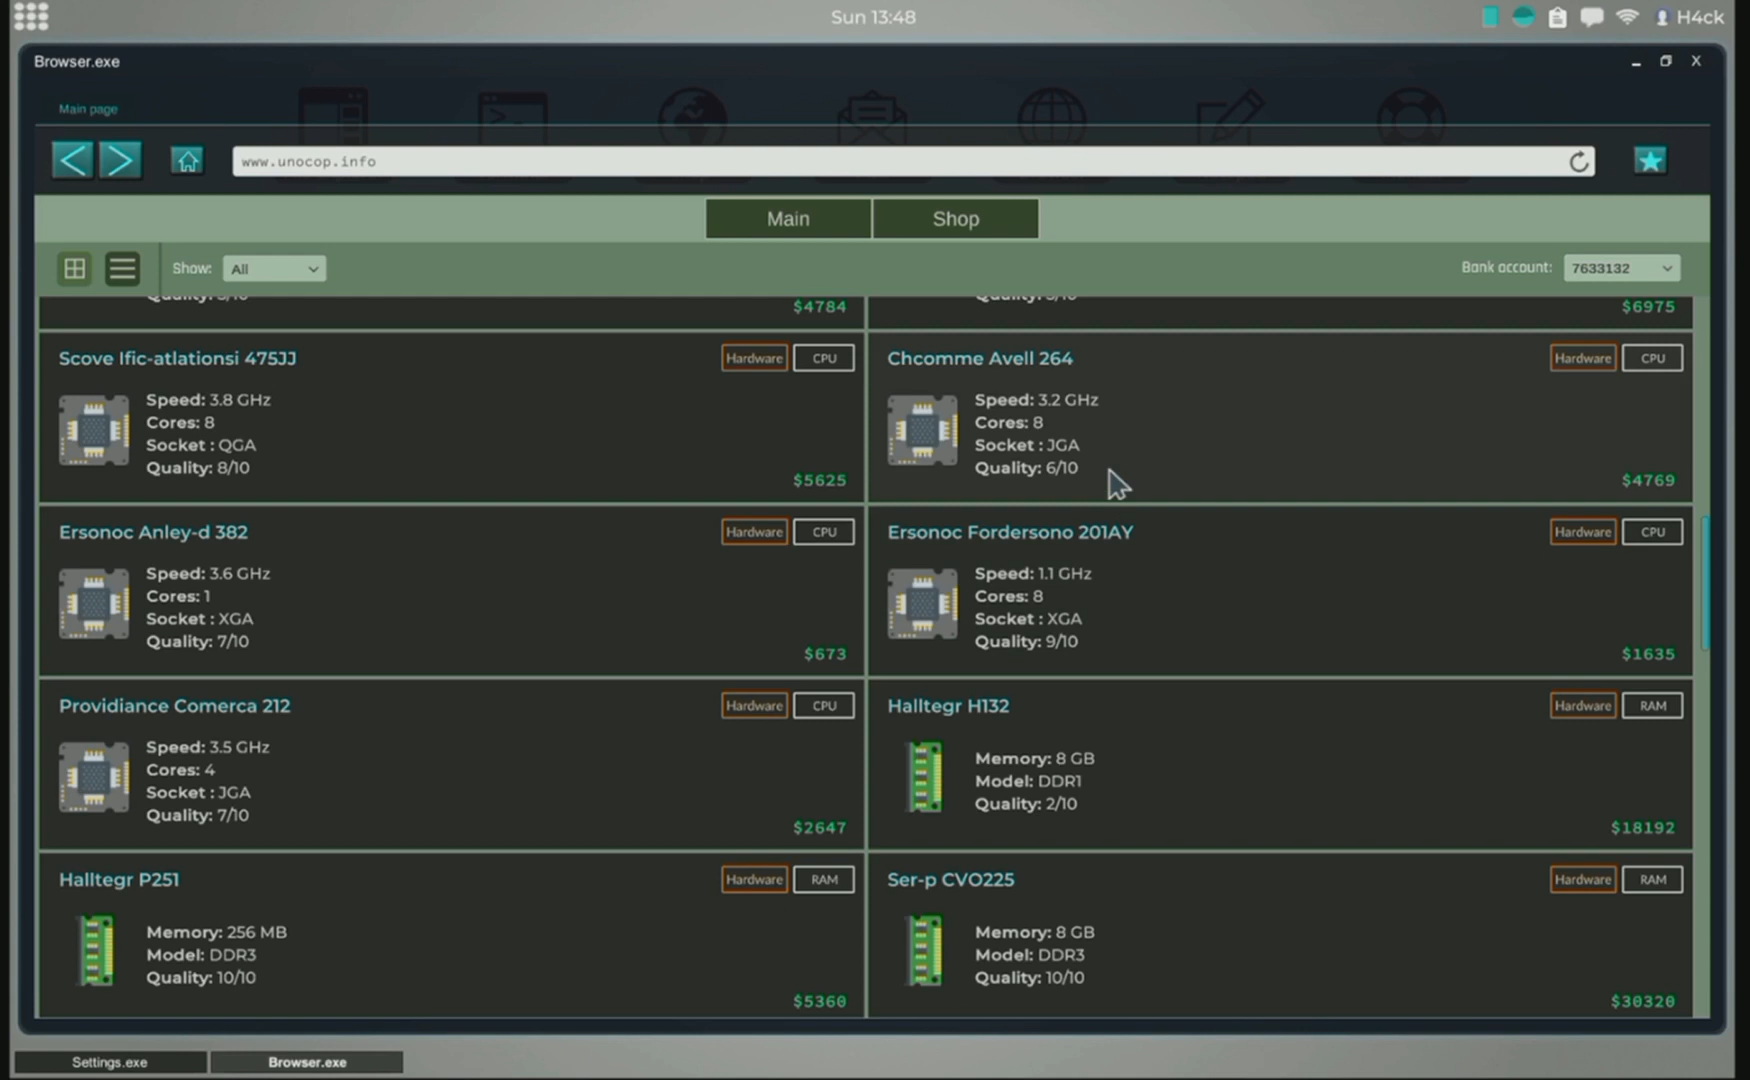 Sun 13:48
H4ck
Browser.exe
X
Main page
www.unocop.info
Main
Shop
Show:
All
Bank account:
7633132
$4784
$6975
Scove Ific-atlationsi 475JJ
Hardware
CPU
Speed: 3.8 GHz
Cores: 8
Socket : QGA
Quality: 8/10
$5625
Chcomme Avell 264
Hardware
CPU
Speed: 3.2 GHz
Cores: 8
Socket : JGA
Quality: 6/10
$4769
Ersonoc Anley-d 382
Hardware
CPU
Speed: 3.6 GHz
Cores: 1
Socket : XGA
Quality: 7/10
$673
Ersonoc Fordersono 201AY
Hardware
CPU
Speed: 1.1 GHz
Cores: 8
Socket : XGA
Quality: 9/10
$1635
Providiance Comerca 212
Hardware
CPU
Speed: 3.5 GHz
Cores: 4
Socket : JGA
Quality: 7/10
$2647
Halltegr H132
Hardware
RAM
Memory: 8 GB
Model: DDR1
Quality: 2/10
$18192
Halltegr P251
Hardware
RAM
Memory: 256 MB
Model: DDR3
Quality: 10/10
$5360
Ser-p CVO225
Hardware
RAM
Memory: 8 GB
Model: DDR3
Quality: 10/10
$30320
Settings.exe
Browser.exe